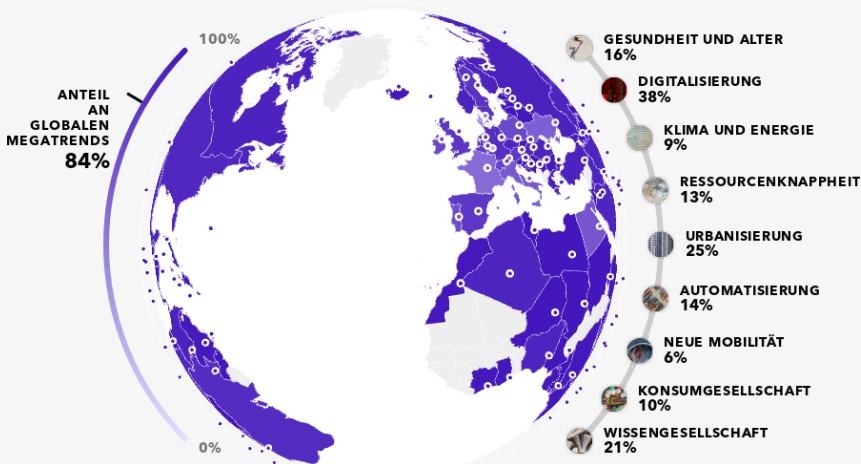 100%
ANTEIL
AN
GLOBALEN
MEGATRENDS
84%
0%
GESUNDHEIT UND ALTER
16%
DIGITALISIERUNG
38%
KLIMA UND ENERGIE
9%
RESSOURCENKNAPPHEIT
13%
URBANISIERUNG
25%
AUTOMATISIERUNG
14%
NEUE MOBILITÄT
6%
KONSUMGESELLSCHAFT
10%
WISSENGESELLSCHAFT
21%